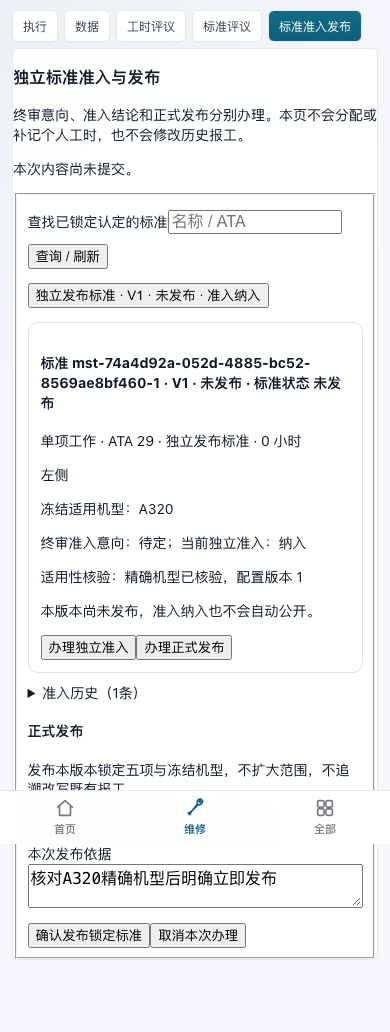 执行 数据 工时评议 标准评议 标准准入发布
独立标准准入与发布
终审意向、准入结论和正式发布分别办理。本页不会分配或
补记个人工时，也不会修改历史报工。
本次内容尚未提交。
查找已锁定认定的标准 名称 / ATA
查询 / 刷新
独立发布标准 · V1 · 未发布 · 准入纳入
标准 mst-74a4d92a-052d-4885-bc52-
8569ae8bf460-1 · V1 · 未发布 · 标准状态 未发
布
单项工作 · ATA 29 · 独立发布标准 · 0 小时
左侧
冻结适用机型：A320
终审准入意向：待定；当前独立准入：纳入
适用性核验：精确机型已核验，配置版本 1
本版本尚未发布，准入纳入也不会自动公开。
办理独立准入 办理正式发布
准入历史（1条）
正式发布
发布本版本锁定五项与冻结机型，不扩大范围，不追
溯改写既有报工
首页 维修 全部
本次发布依据
核对A320精确机型后明确立即发布
确认发布锁定标准 取消本次办理